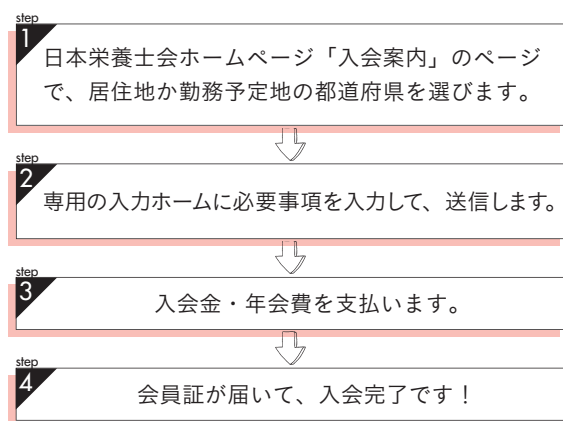 step
1
日本栄養士会ホームページ「入会案内」のページ
で、居住地か勤務予定地の都道府県を選びます。
step
2
専用の入力ホームに必要事項を入力して、送信します。
step
3
入会金・年会費を支払います。
step
4
会員証が届いて、入会完了です！